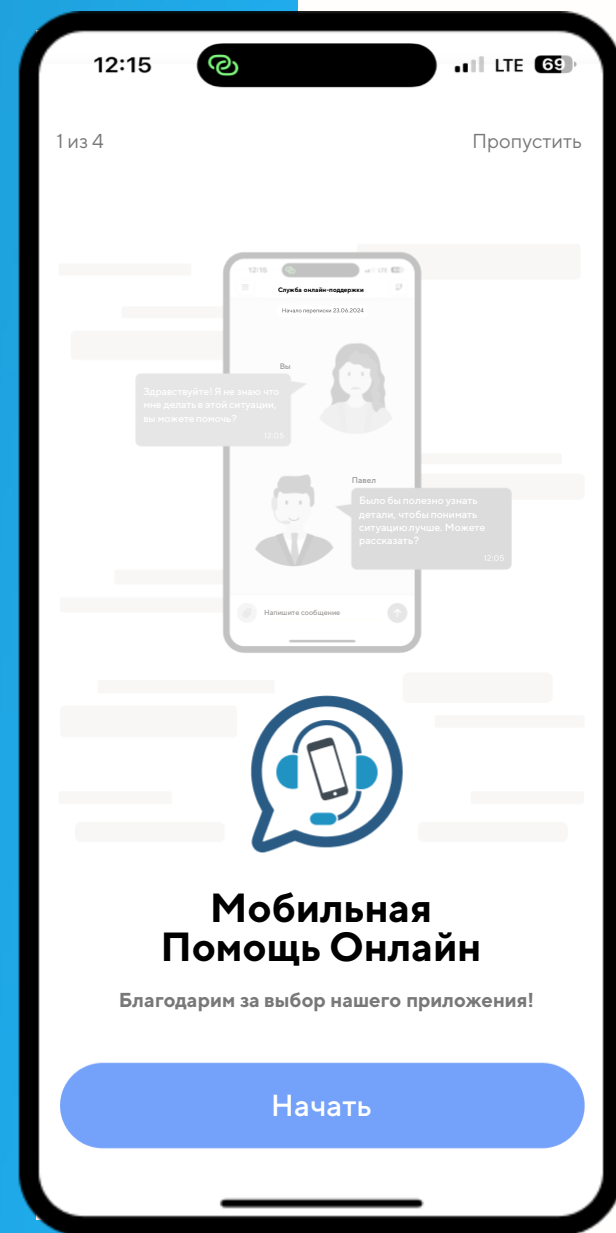 12:15
LTE 69
1 из 4
Пропустить
12:15
LTE
Служба онлайн-поддержки
Начало переписки 23.06.2024
Вы
Здравствуйте! Я не знаю что
мне делать в этой ситуации,
вы можете помочь?
12:05
Павел
Было бы полезно узнать
детали, чтобы понимать
ситуацию лучше. Можете
рассказать?
12:05
Напишите сообщение
Мобильная
Помощь Онлайн
Благодарим за выбор нашего приложения!
Начать